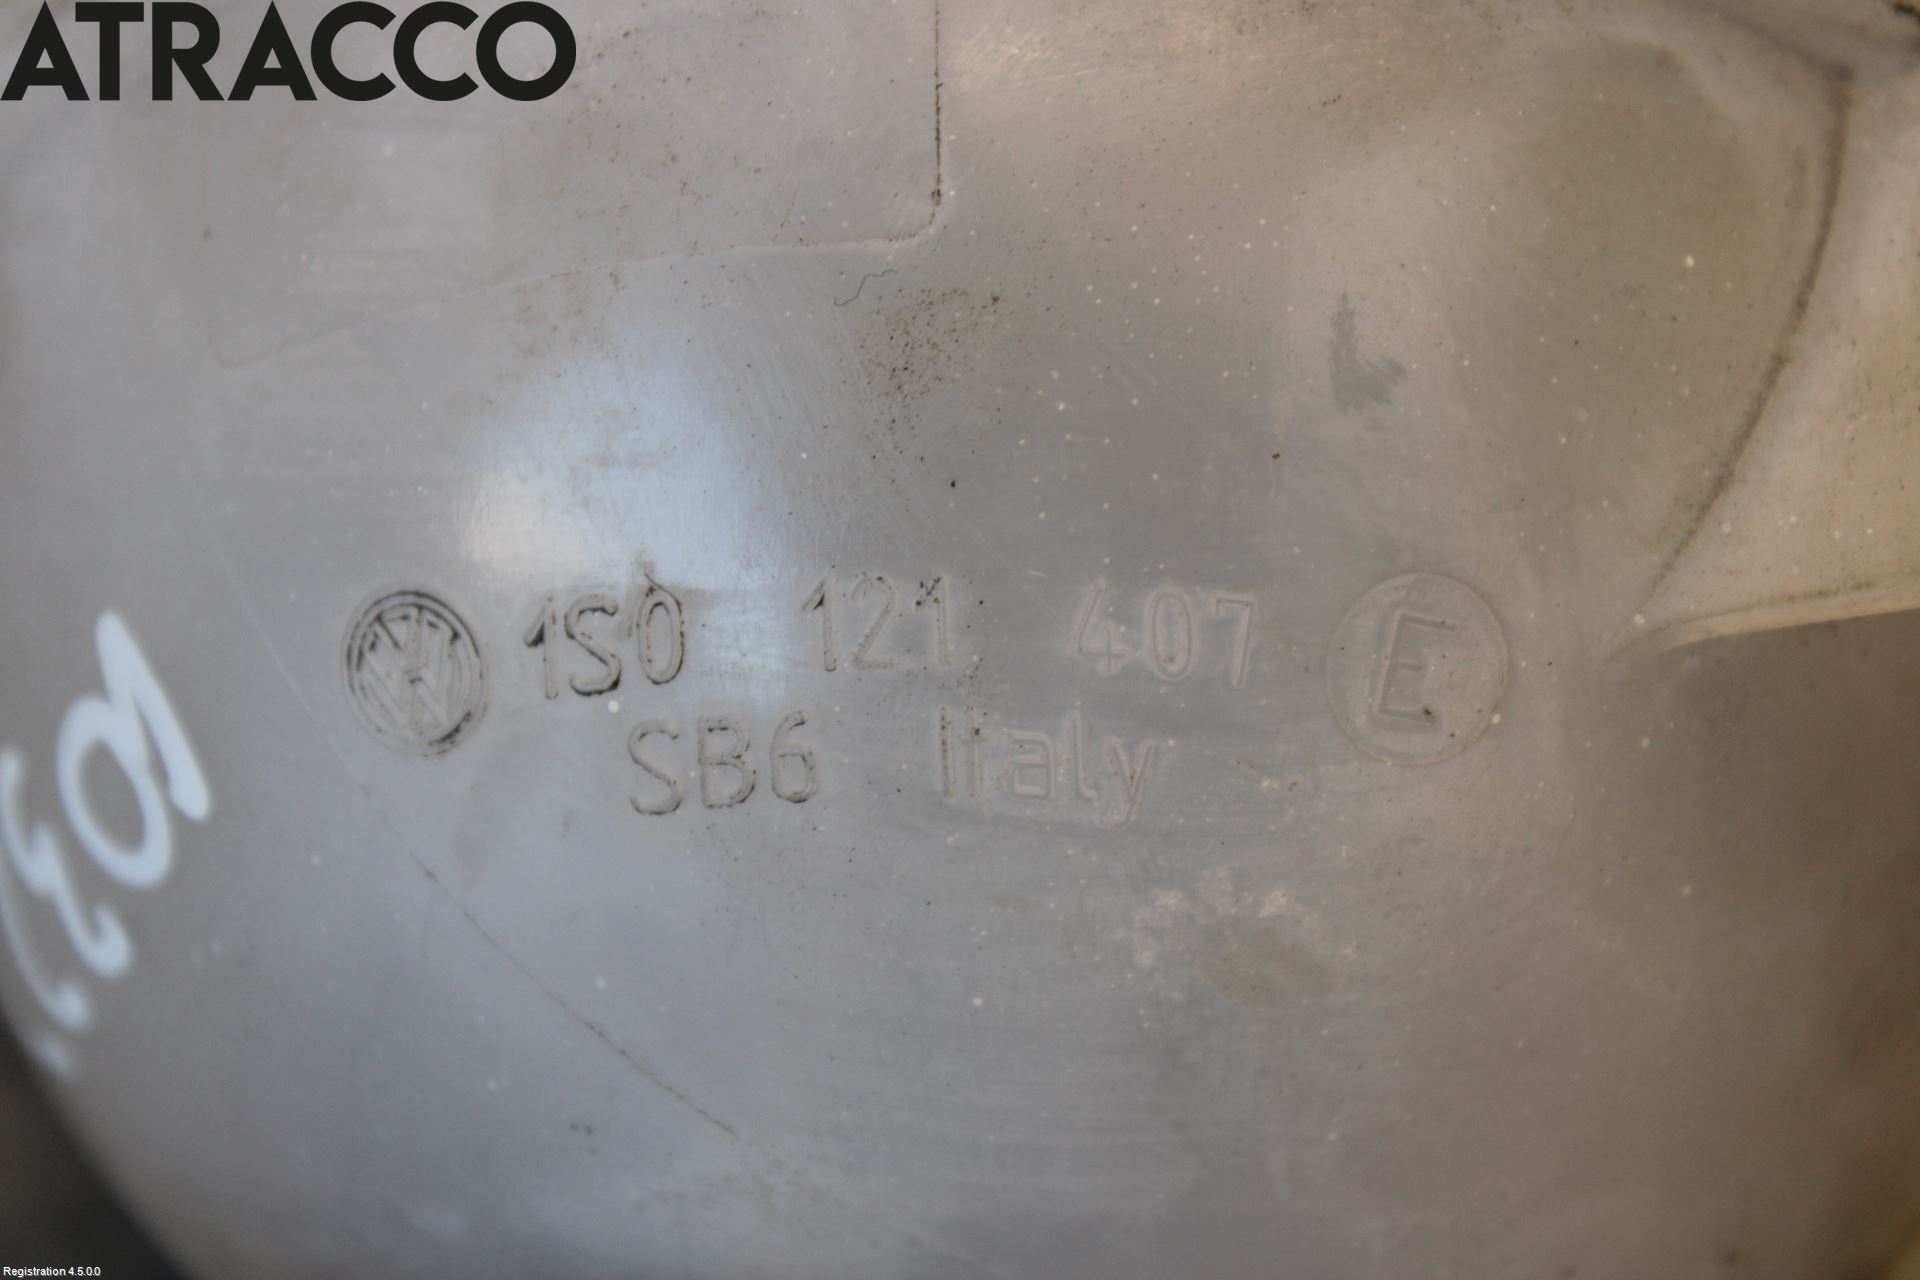 ATRACCO
1S0 121 407 E
SB6 Italy
Registration 4.5.0.0